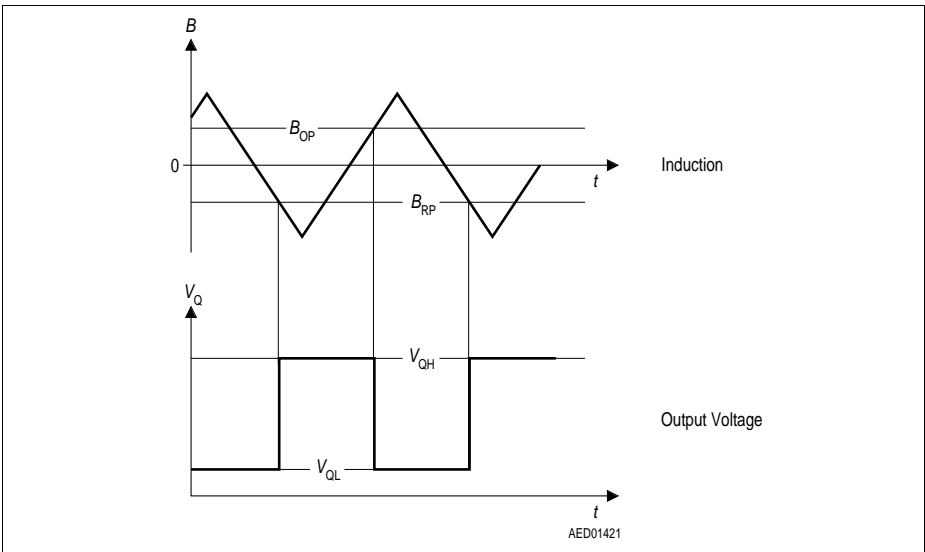 B
B_OP
0
t
Induction
B_RP
V_Q
V_QH
Output Voltage
V_QL
t
AED01421